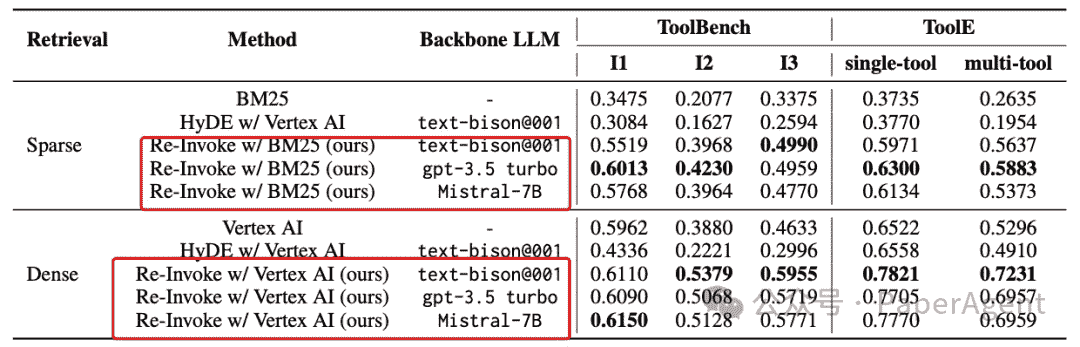 Retrieval Method Backbone LLM ToolBench ToolE
I1 I2 I3 single-tool multi-tool
BM25 - 0.3475 0.2077 0.3375 0.3735 0.2635
HyDE w/ Vertex AI text-bison@001 0.3084 0.1627 0.2594 0.3770 0.1954
Sparse Re-Invoke w/ BM25 (ours) text-bison@001 0.5519 0.3968 0.4990 0.5971 0.5637
Re-Invoke w/ BM25 (ours) gpt-3.5 turbo 0.6013 0.4230 0.4959 0.6300 0.5883
Re-Invoke w/ BM25 (ours) Mistral-7B 0.5768 0.3964 0.4770 0.6134 0.5373
Vertex AI - 0.5962 0.3880 0.4633 0.6522 0.5296
HyDE w/ Vertex AI text-bison@001 0.4336 0.2221 0.2996 0.6558 0.4910
Dense Re-Invoke w/ Vertex AI (ours) text-bison@001 0.6110 0.5379 0.5955 0.7821 0.7231
Re-Invoke w/ Vertex AI (ours) gpt-3.5 turbo 0.6090 0.5068 0.5719 0.7705 0.6957
公众号 · PaperAgent
Re-Invoke w/ Vertex AI (ours) Mistral-7B 0.6150 0.5128 0.5771 0.7770 0.6959